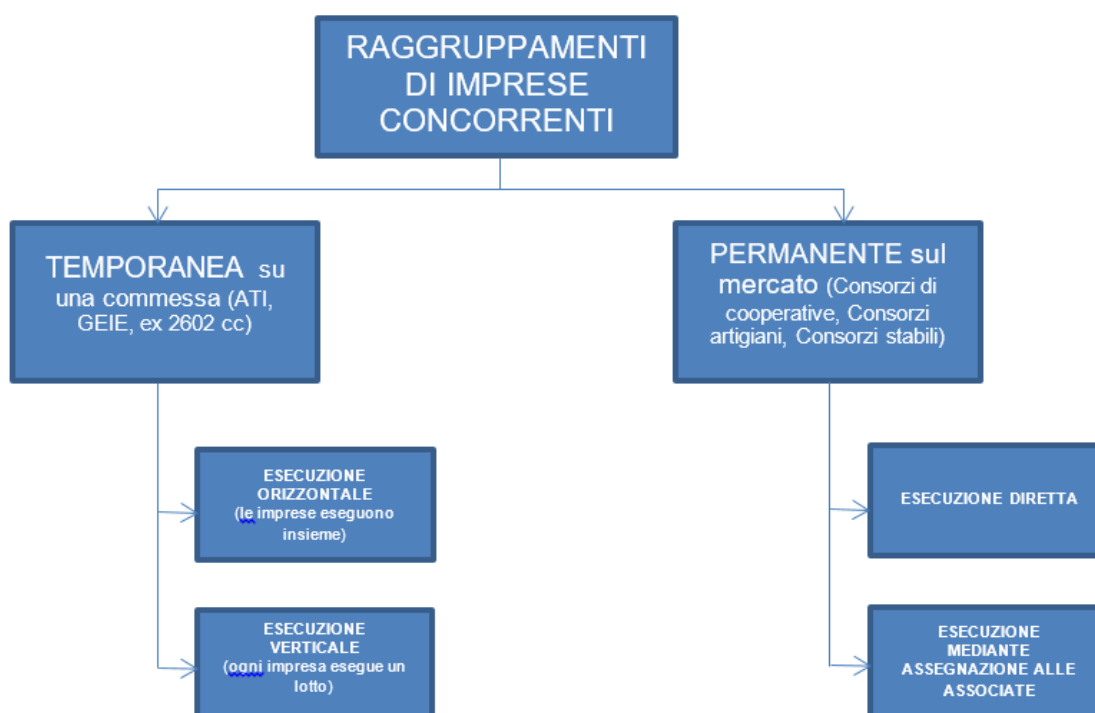 RAGGRUPPAMENTI
DI IMPRESE
CONCORRENTI
TEMPORANEA su
una commessa (ATI,
GEIE, ex 2602 cc)
PERMANENTE sul
mercato (Consorzi di
cooperative, Consorzi
artigiani, Consorzi stabili)
ESECUZIONE
ORIZZONTALE
(le imprese eseguono
insieme)
ESECUZIONE DIRETTA
ESECUZIONE
VERTICALE
(ogni impresa esegue un
lotto)
ESECUZIONE
MEDIANTE
ASSEGNAZIONE ALLE
ASSOCIATE